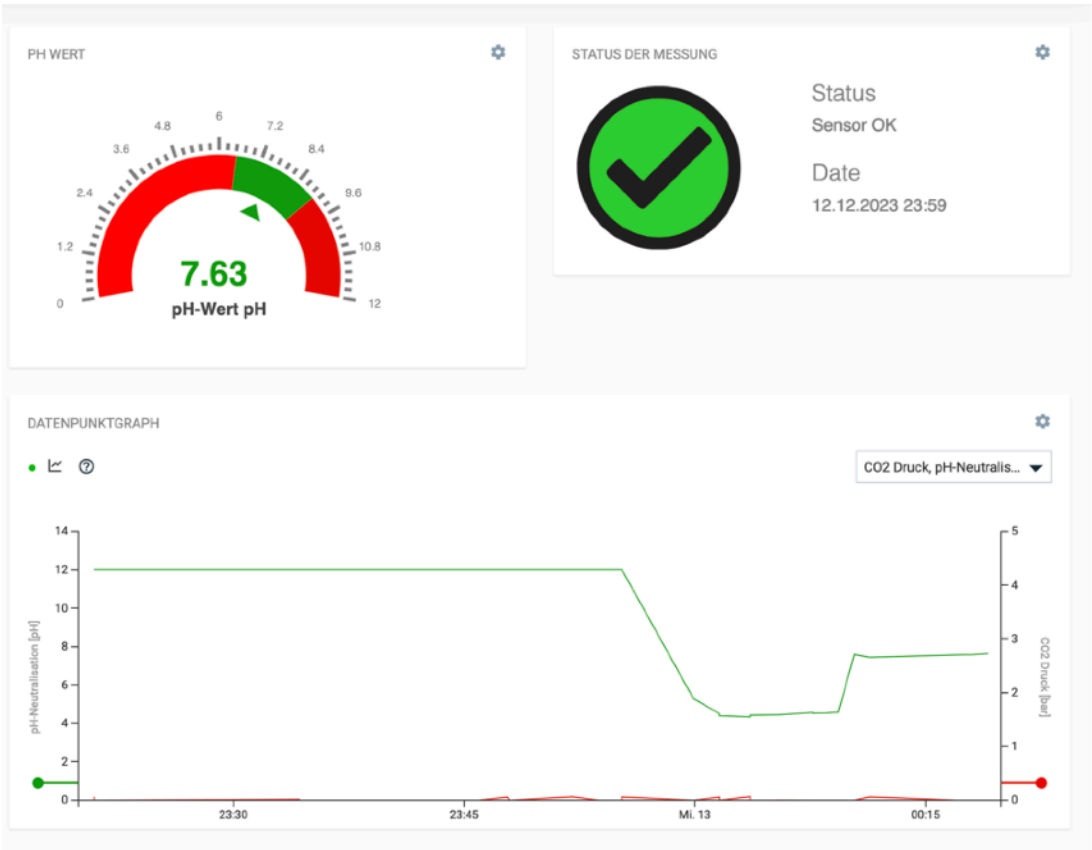 PH WERT
0
1.2
2.4
3.6
4.8
6
7.2
8.4
9.6
10.8
12
7.63
pH-Wert pH
STATUS DER MESSUNG
Status
Sensor OK
Date
12.12.2023 23:59
DATENPUNKTGRAPH
CO2 Druck, pH-Neutralis...
pH-Neutralisation [pH]
14
12
10
8
6
4
2
0
5
4
3
2
1
0
CO2 Druck [bar]
23:30
23:45
Mi. 13
00:15